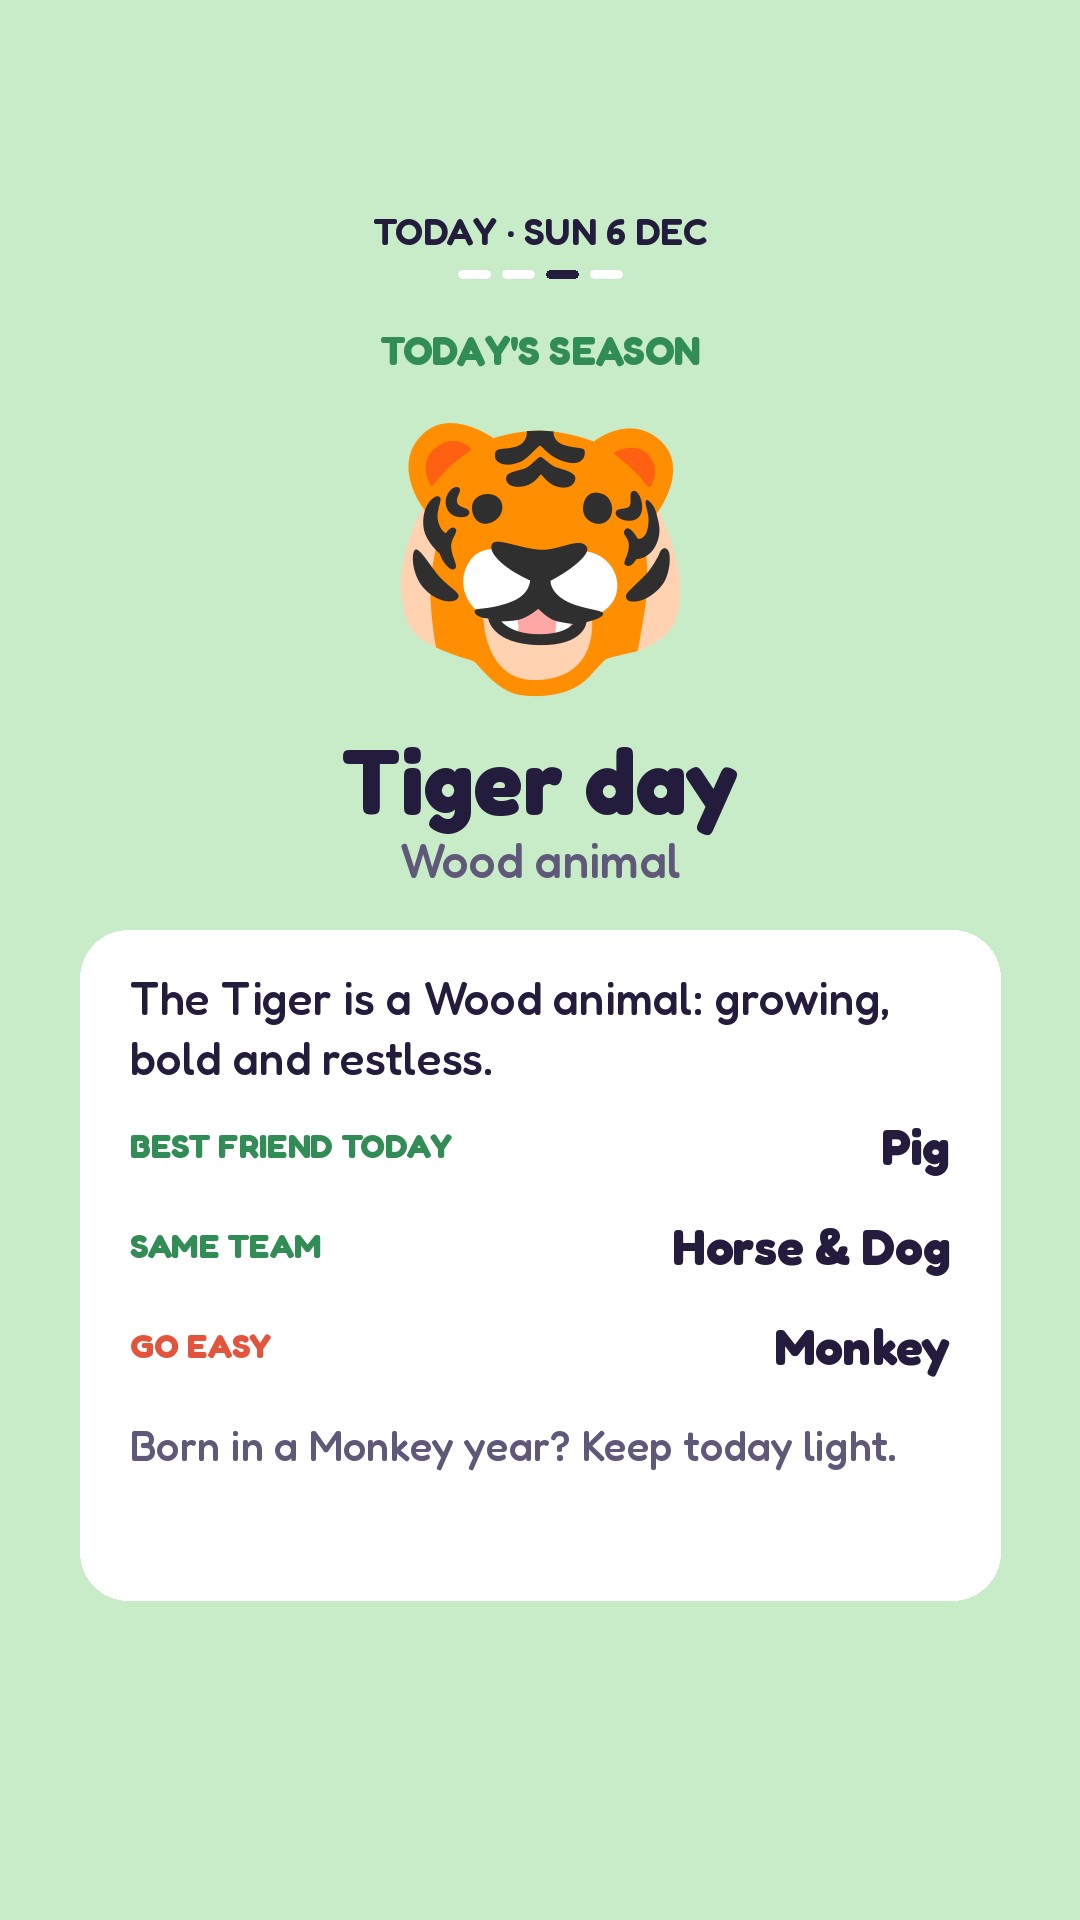 TODAY · SUN 6 DEC
TODAY'S SEASON
Tiger day
Wood animal
The Tiger is a Wood animal: growing,
bold and restless.
BEST FRIEND TODAY Pig
SAME TEAM Horse & Dog
GO EASY Monkey
Born in a Monkey year? Keep today light.